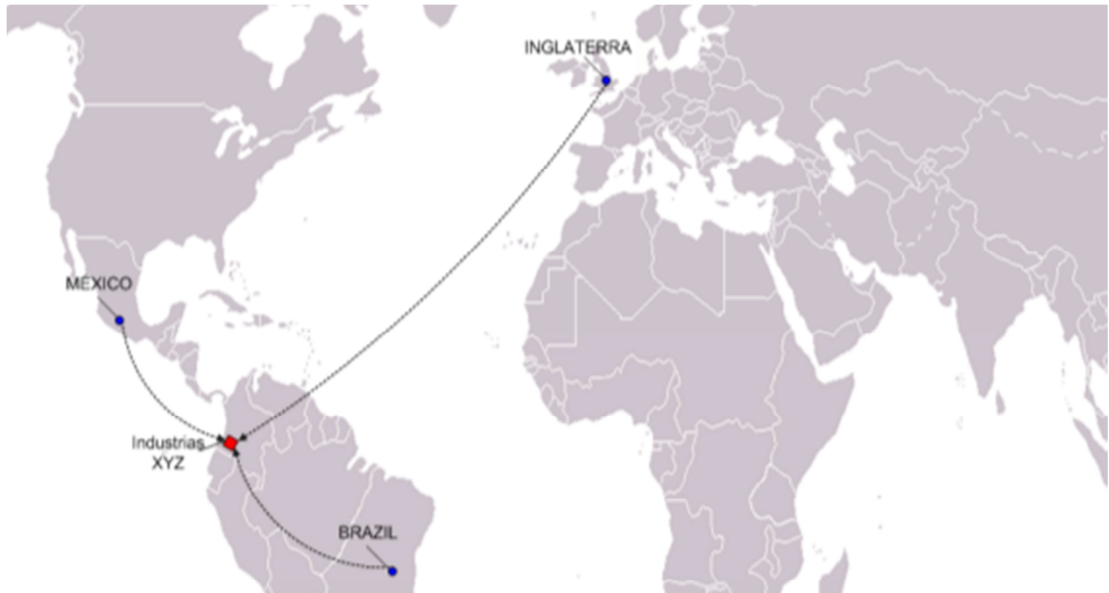 INGLATERRA
MEXICO
Industrias
XYZ
BRAZIL